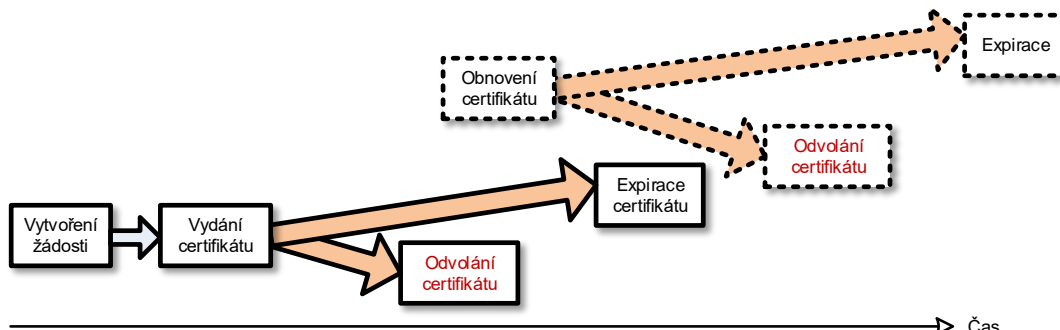 Expirace
Obnovení
certifikátu
Odvolání
certifikátu
Expirace
certifikátu
Vytvoření
žádosti
Vydání
certifikátu
Odvolání
certifikátu
Čas